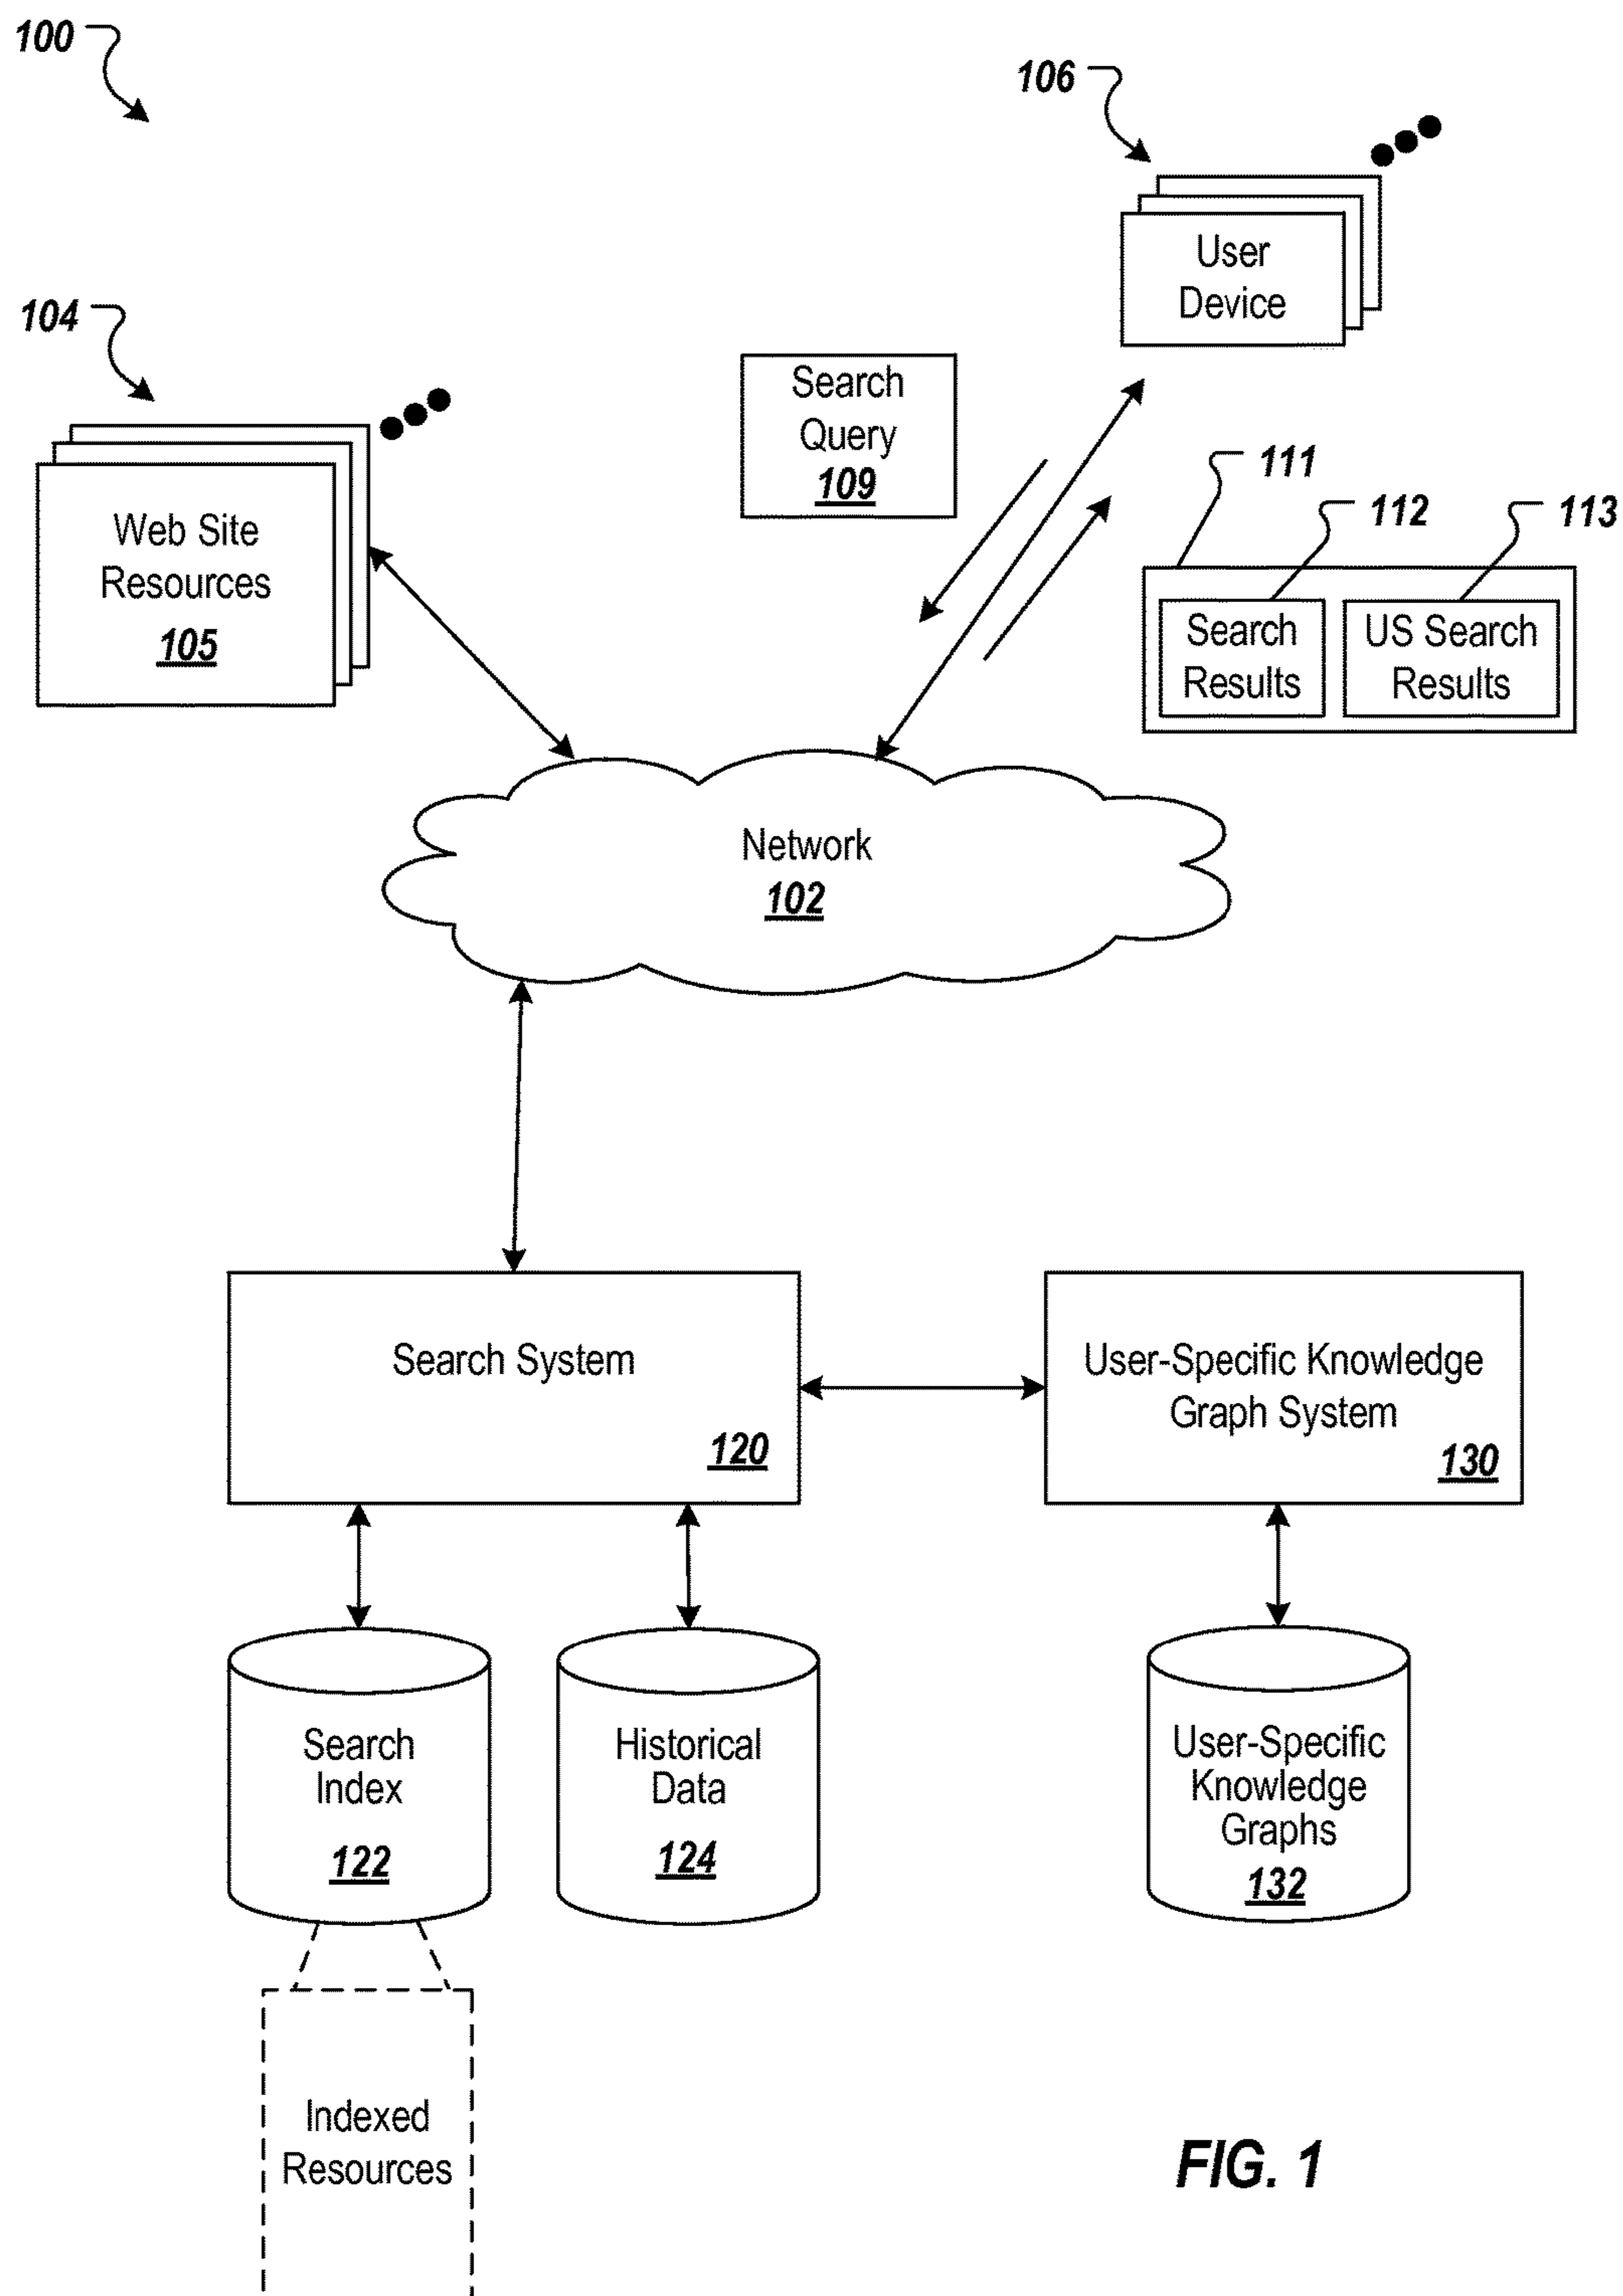 100
106
User
Device
104
Search
Query
109
111
112
113
Web Site
Resources
105
Search
Results
US Search
Results
Network
102
Search System
120
User-Specific Knowledge
Graph System
130
Search
Index
122
Historical
Data
124
User-Specific
Knowledge
Graphs
132
Indexed
Resources
FIG. 1